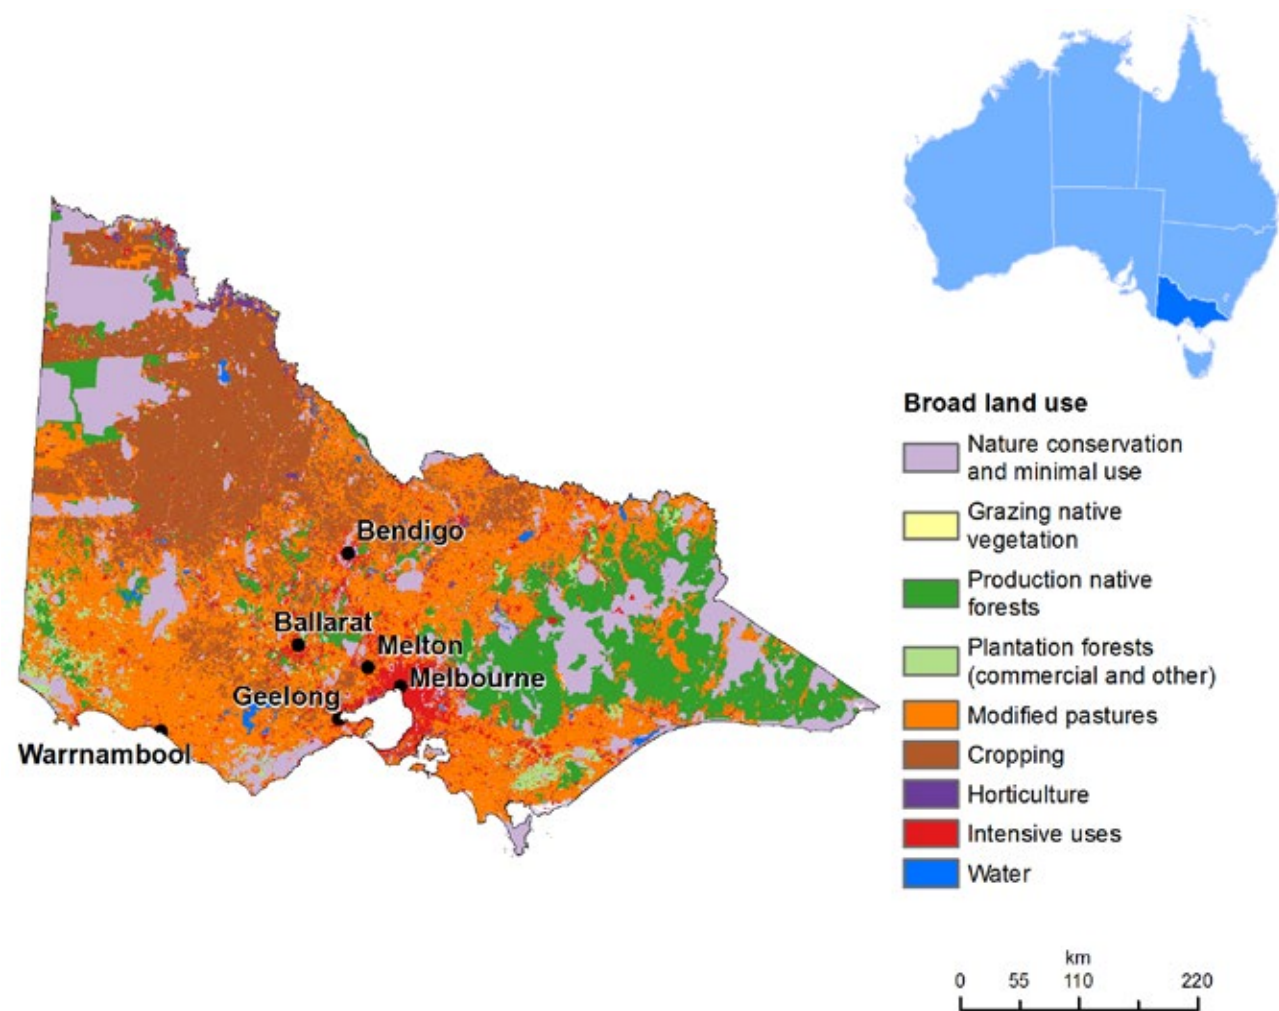 Bendigo
Ballarat
Melton
Melbourne
Geelong
Warrnambool
Broad land use
Nature conservation
and minimal use
Grazing native
vegetation
Production native
forests
Plantation forests
(commercial and other)
Modified pastures
Cropping
Horticulture
Intensive uses
Water
km
0 55 110 220